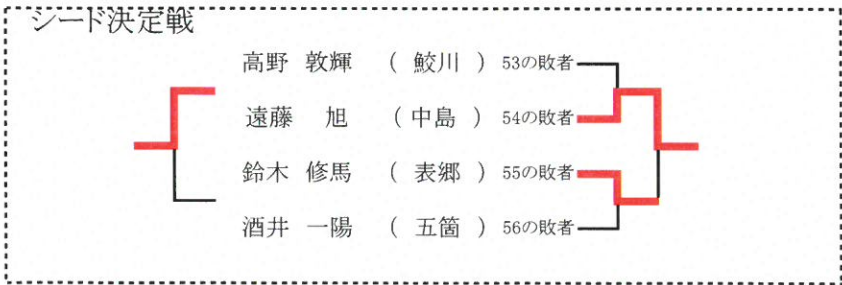 シード決定戦
高野 敦輝 ( 鮫川 ) 53の敗者
遠藤 旭 ( 中島 ) 54の敗者
鈴木 修馬 ( 表郷 ) 55の敗者
酒井 一陽 ( 五箇 ) 56の敗者